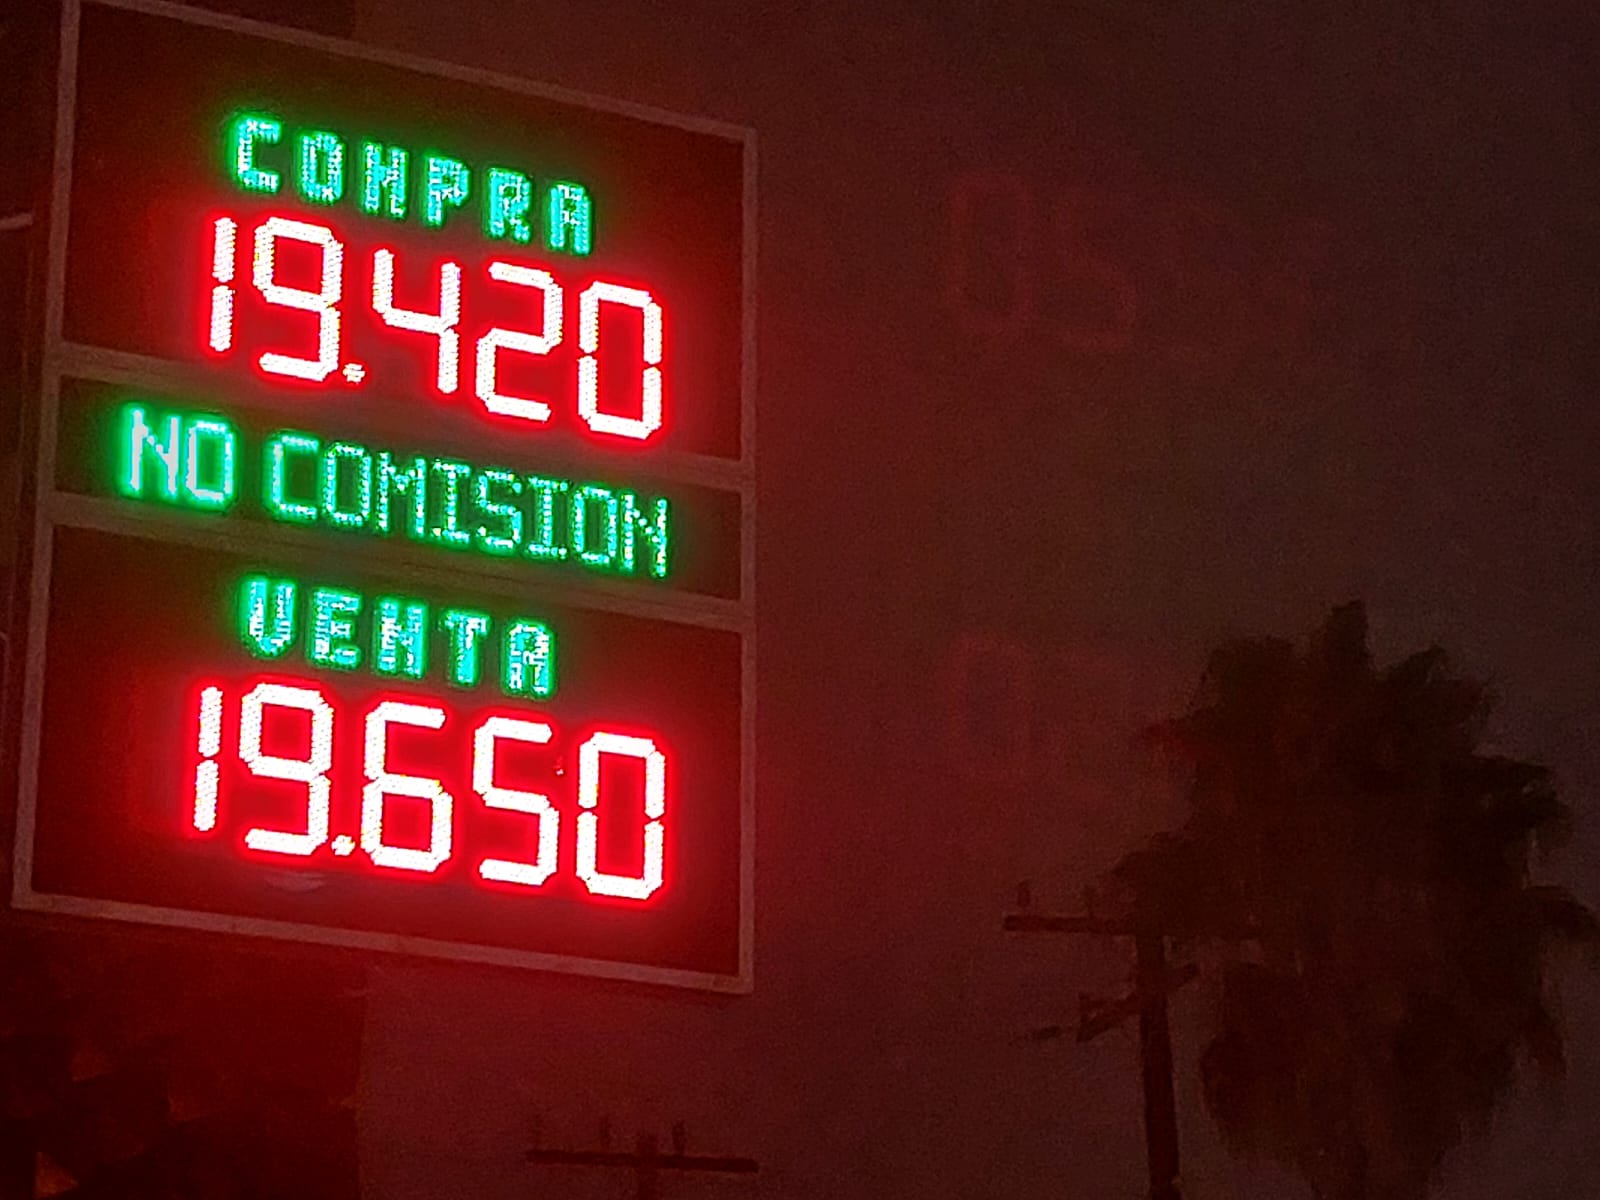 COMPRA
19.420
NO COMISION
VENTA
19.650